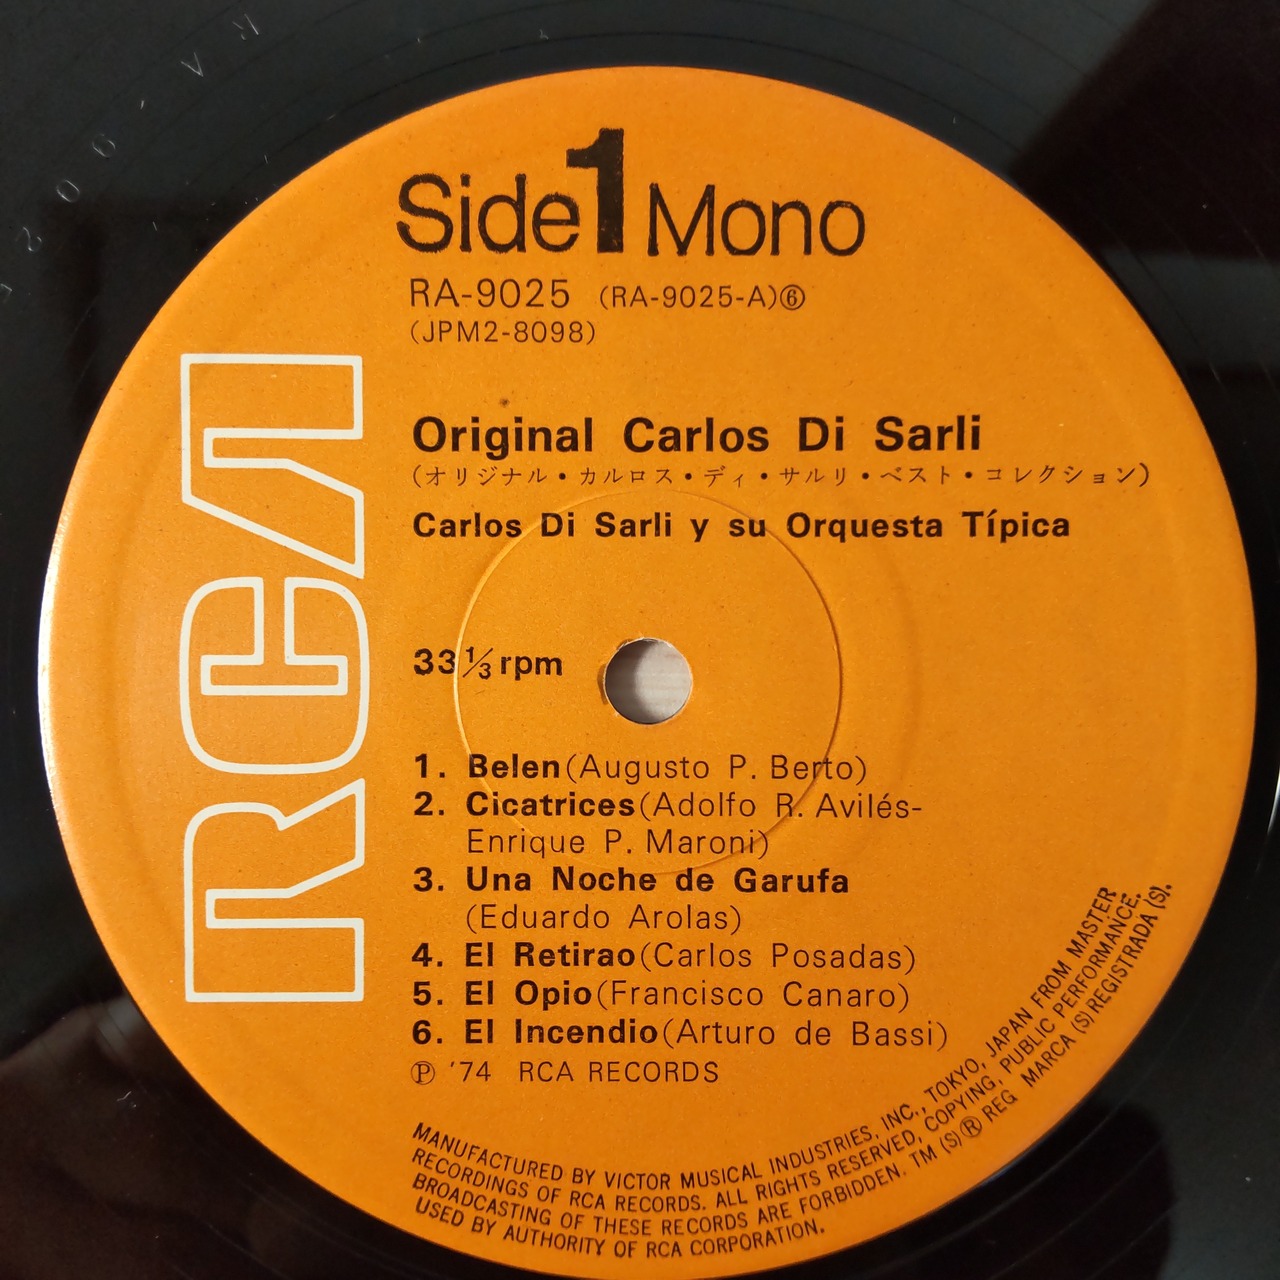 Side 1 Mono
RA-9025 (RA-9025-A)⑥
(JPM2-8098)
Original Carlos Di Sarli
(オリジナル・カルロス・ディ・サルリ・ベスト・コレクション)
Carlos Di Sarli y su Orquesta Típica
33 1/3 rpm
1. Belen (Augusto P. Berto)
2. Cicatrices (Adolfo R. Avilés-
Enrique P. Maroni)
3. Una Noche de Garufa
(Eduardo Arolas)
4. El Retirao (Carlos Posadas)
5. El Opio (Francisco Canaro)
6. El Incendio (Arturo de Bassi)
Ⓟ '74 RCA RECORDS
MANUFACTURED BY VICTOR MUSICAL INDUSTRIES, INC., TOKYO, JAPAN FROM MASTER
RECORDINGS OF RCA RECORDS. ALL RIGHTS RESERVED, COPYING, PUBLIC PERFORMANCE.
BROADCASTING OF THESE RECORDS ARE FORBIDDEN. TM (S) ® REG MARCA (S) REGISTRADA (S).
USED BY AUTHORITY OF RCA CORPORATION.
RCA